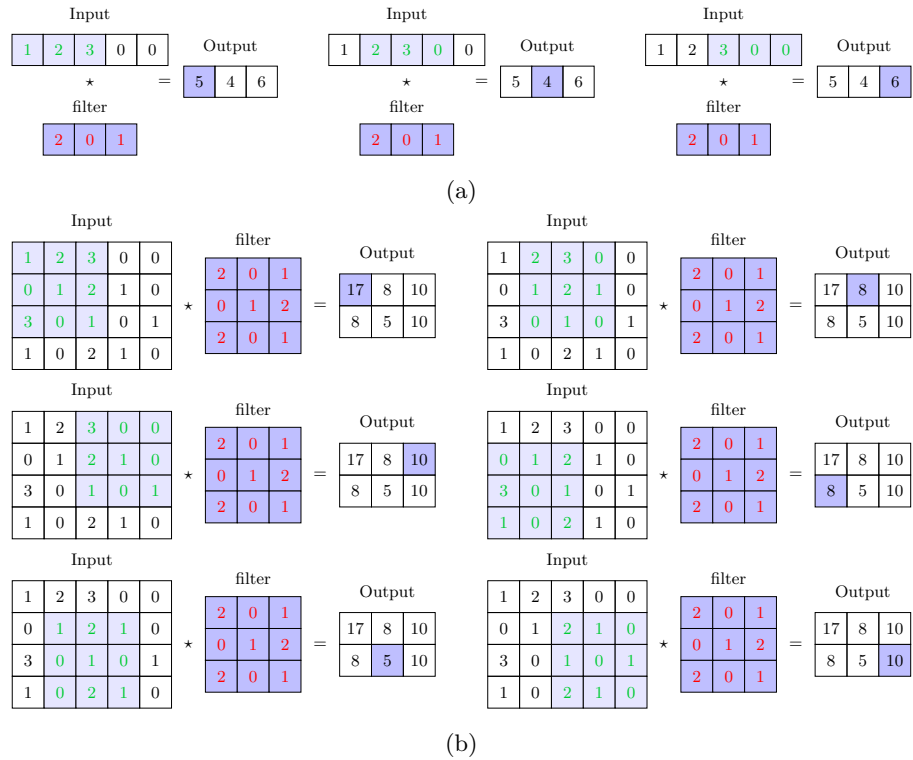 Input Input Input
1 2 3 0 0 1 2 3 0 0 1 2 3 0 0
Output Output Output
⋆ = 5 4 6 ⋆ = 5 4 6 ⋆ = 5 4 6
filter filter filter
2 0 1 2 0 1 2 0 1
(a)
Input Input
filter filter
1 2 3 0 0 1 2 3 0 0
Output Output
2 0 1 2 0 1
0 1 2 1 0 0 1 2 1 0
17 8 10 17 8 10
⋆ 0 1 2 = ⋆ 0 1 2 =
3 0 1 0 1 3 0 1 0 1
8 5 10 8 5 10
2 0 1 2 0 1
1 0 2 1 0 1 0 2 1 0
Input Input
filter filter
1 2 3 0 0 1 2 3 0 0
Output Output
2 0 1 2 0 1
0 1 2 1 0 0 1 2 1 0
17 8 10 17 8 10
⋆ 0 1 2 = ⋆ 0 1 2 =
3 0 1 0 1 3 0 1 0 1
8 5 10 8 5 10
2 0 1 2 0 1
1 0 2 1 0 1 0 2 1 0
Input Input
filter filter
1 2 3 0 0 1 2 3 0 0
Output Output
2 0 1 2 0 1
0 1 2 1 0 0 1 2 1 0
17 8 10 17 8 10
⋆ 0 1 2 = ⋆ 0 1 2 =
3 0 1 0 1 3 0 1 0 1
8 5 10 8 5 10
2 0 1 2 0 1
1 0 2 1 0 1 0 2 1 0
(b)